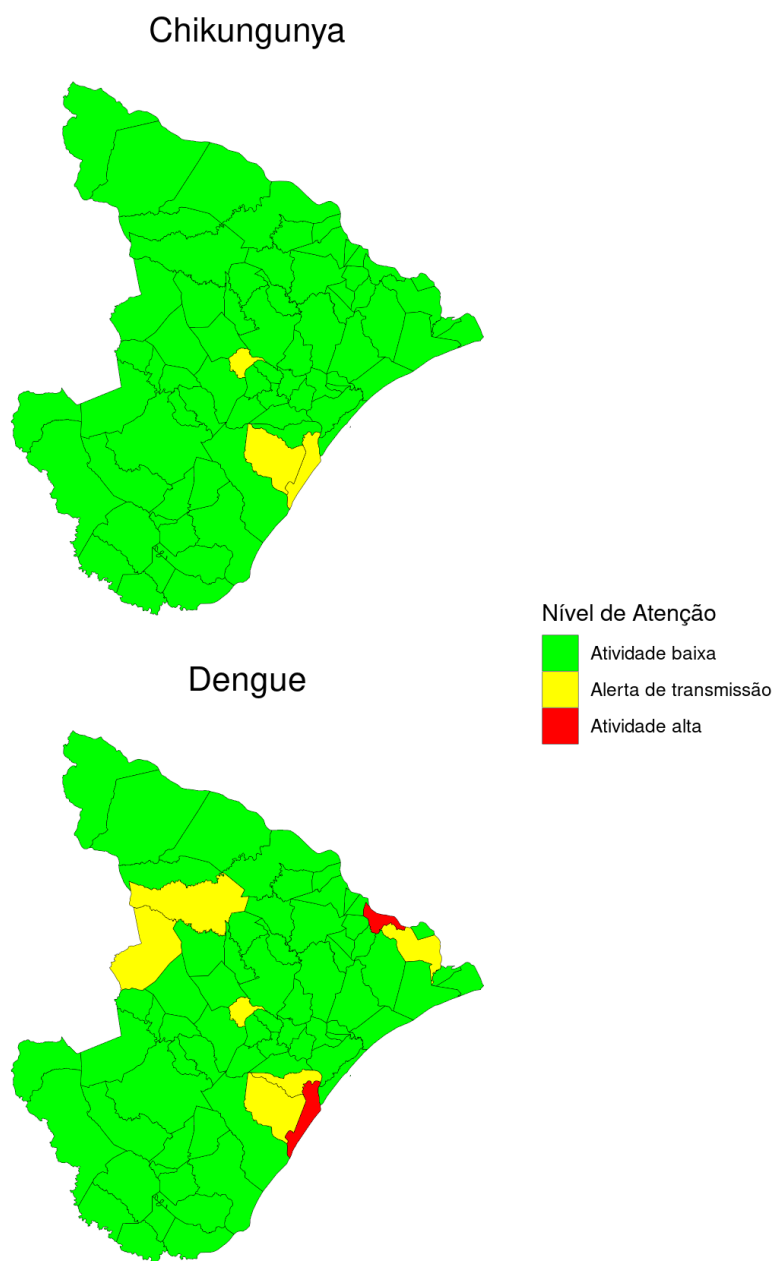 Chikungunya
Nível de Atenção
Atividade baixa
Alerta de transmissão
Atividade alta
Dengue